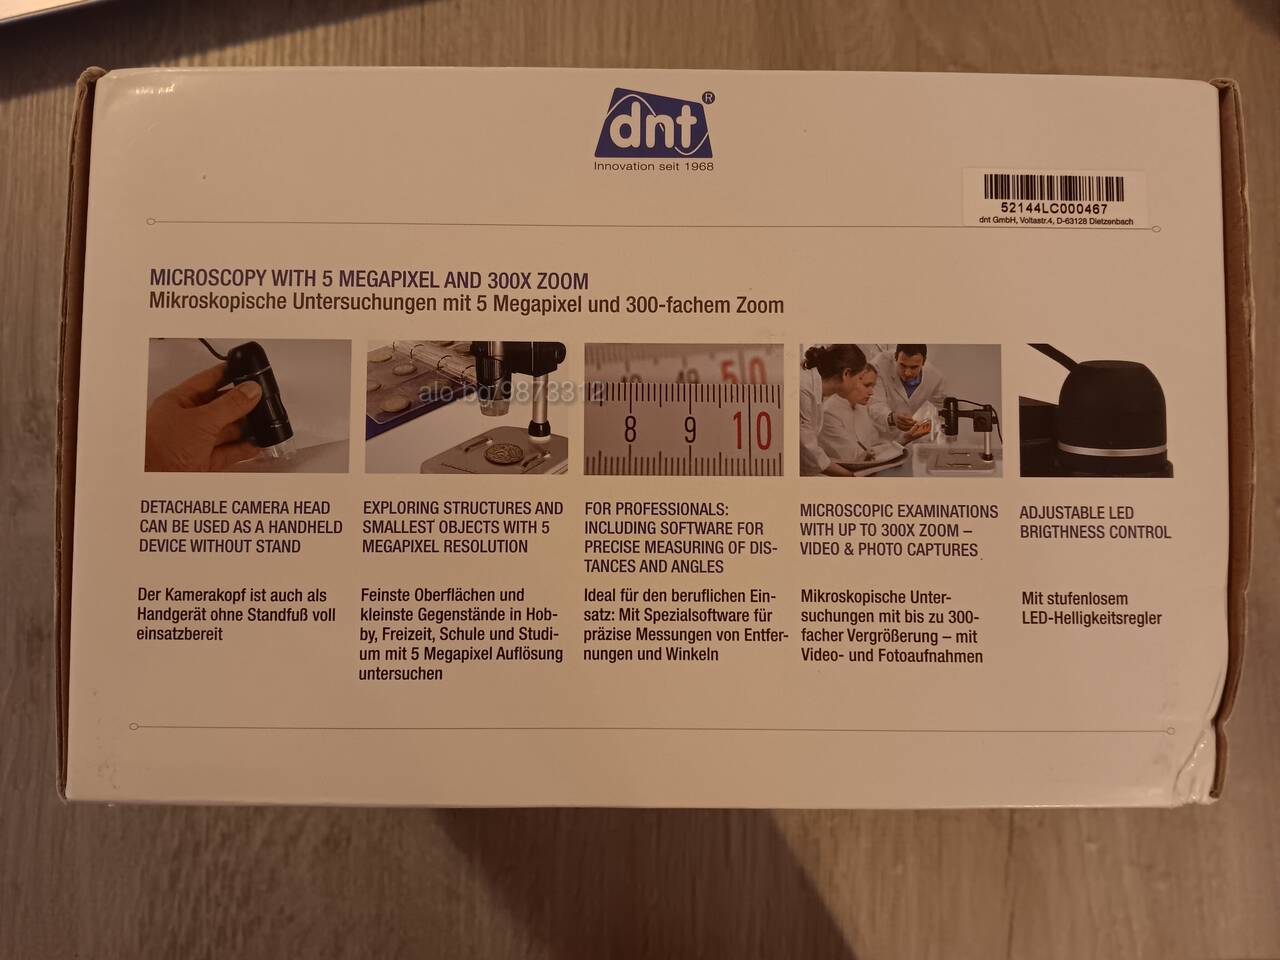 dnt®
Innovation seit 1968
52144LC000467
dnt GmbH, Voltastr.4, D-63128 Dietzenbach
MICROSCOPY WITH 5 MEGAPIXEL AND 300X ZOOM
Mikroskopische Untersuchungen mit 5 Megapixel und 300-fachem Zoom
alo.bg 9873312
49 50
8 9 10
DETACHABLE CAMERA HEAD
CAN BE USED AS A HANDHELD
DEVICE WITHOUT STAND
Der Kamerakopf ist auch als
Handgerät ohne Standfuß voll
einsatzbereit
EXPLORING STRUCTURES AND
SMALLEST OBJECTS WITH 5
MEGAPIXEL RESOLUTION
Feinste Oberflächen und
kleinste Gegenstände in Hob-
by, Freizeit, Schule und Studi-
um mit 5 Megapixel Auflösung
untersuchen
FOR PROFESSIONALS:
INCLUDING SOFTWARE FOR
PRECISE MEASURING OF DIS-
TANCES AND ANGLES
Ideal für den beruflichen Ein-
satz: Mit Spezialsoftware für
präzise Messungen von Entfer-
nungen und Winkeln
MICROSCOPIC EXAMINATIONS
WITH UP TO 300X ZOOM –
VIDEO & PHOTO CAPTURES
Mikroskopische Unter-
suchungen mit bis zu 300-
facher Vergrößerung – mit
Video- und Fotoaufnahmen
ADJUSTABLE LED
BRIGTHNESS CONTROL
Mit stufenlosem
LED-Helligkeitsregler